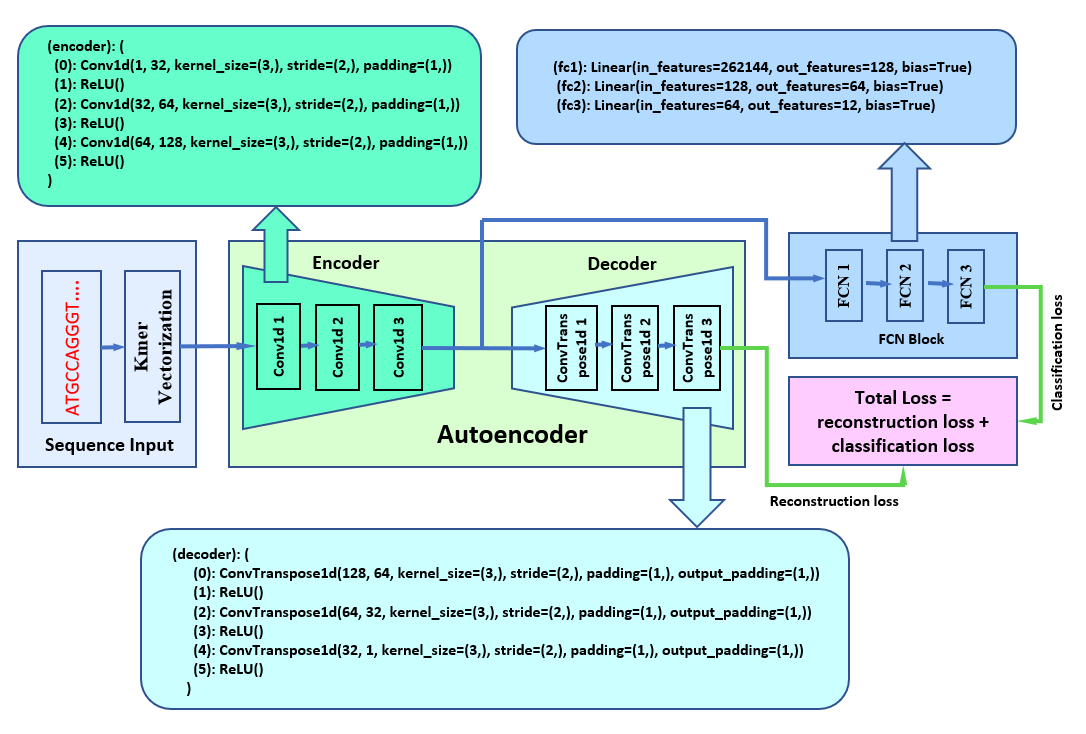 (encoder): (
(0): Conv1d(1, 32, kernel_size=(3,), stride=(2,), padding=(1,))
(1): ReLU()
(2): Conv1d(32, 64, kernel_size=(3,), stride=(2,), padding=(1,))
(3): ReLU()
(4): Conv1d(64, 128, kernel_size=(3,), stride=(2,), padding=(1,))
(5): ReLU()
)
(fc1): Linear(in_features=262144, out_features=128, bias=True)
(fc2): Linear(in_features=128, out_features=64, bias=True)
(fc3): Linear(in_features=64, out_features=12, bias=True)
ATGCCAGGGT....
Kmer
Vectorization
Sequence Input
Encoder
Conv1d 1
Conv1d 2
Conv1d 3
Decoder
ConvTrans
pose1d 1
ConvTrans
pose1d 2
ConvTrans
pose1d 3
Autoencoder
FCN 1
FCN 2
FCN 3
FCN Block
Classification loss
Total Loss =
reconstruction loss +
classification loss
Reconstruction loss
(decoder): (
(0): ConvTranspose1d(128, 64, kernel_size=(3,), stride=(2,), padding=(1,), output_padding=(1,))
(1): ReLU()
(2): ConvTranspose1d(64, 32, kernel_size=(3,), stride=(2,), padding=(1,), output_padding=(1,))
(3): ReLU()
(4): ConvTranspose1d(32, 1, kernel_size=(3,), stride=(2,), padding=(1,), output_padding=(1,))
(5): ReLU()
)